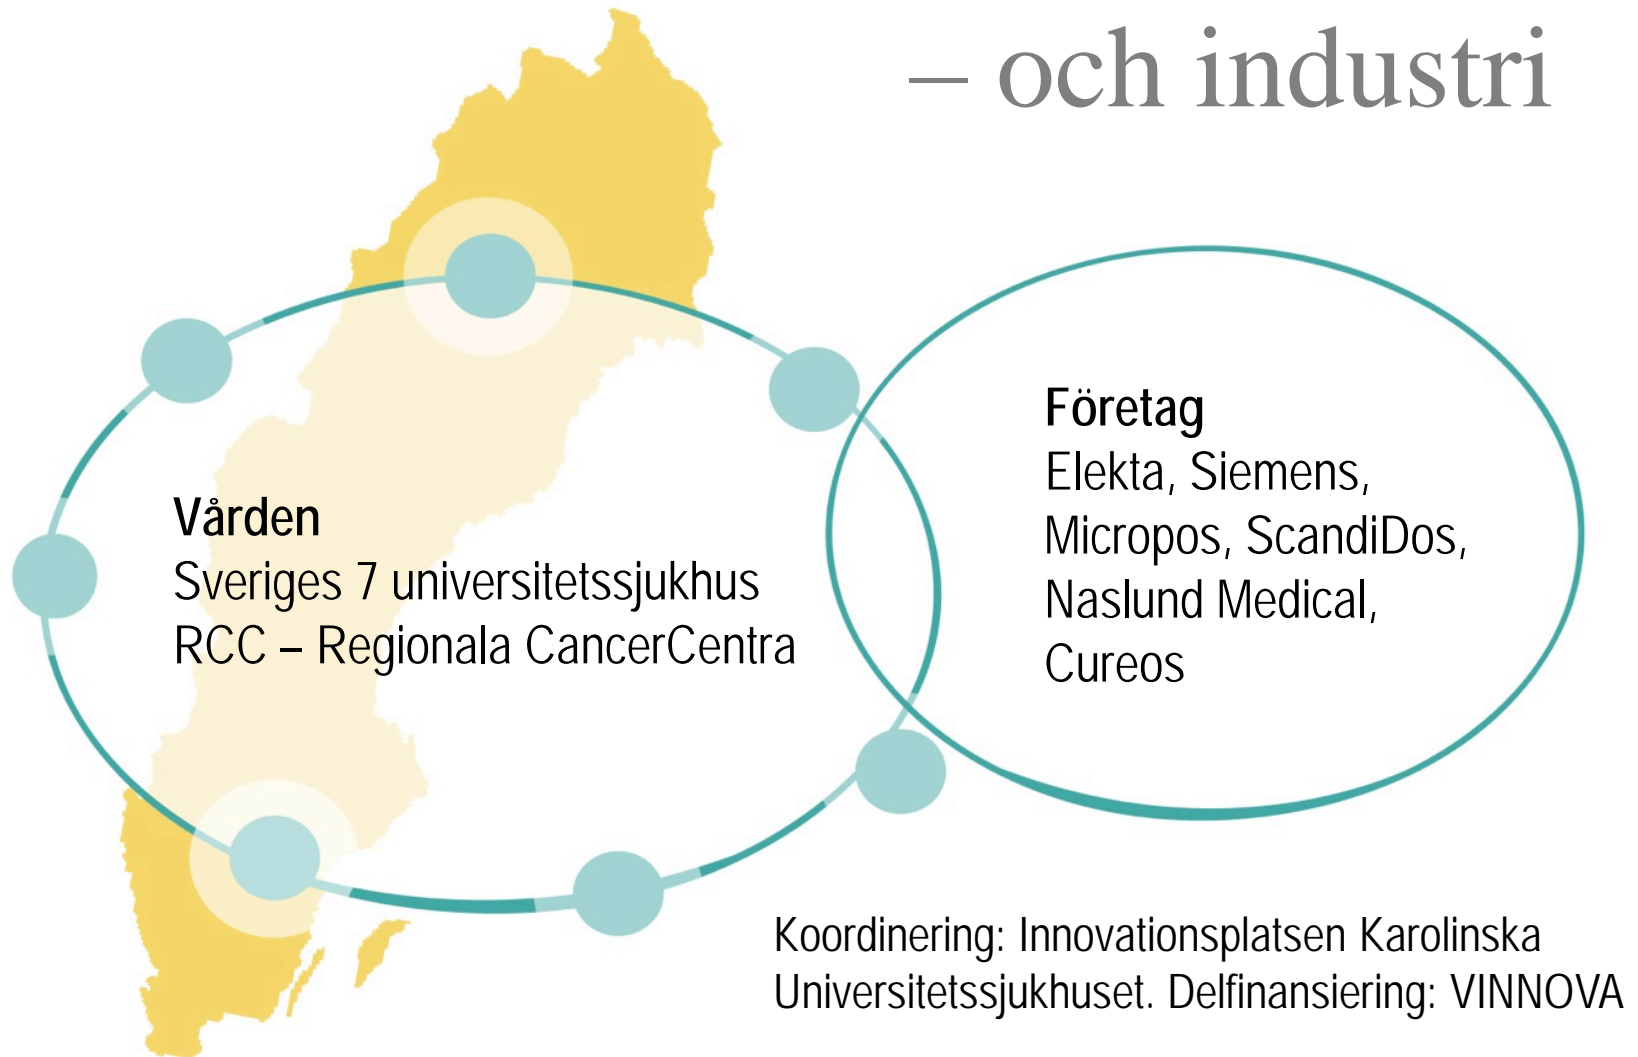 – och industri
Vården
Sveriges 7 universitetssjukhus
RCC – Regionala CancerCentra
Företag
Elekta, Siemens,
Micropos, ScandiDos,
Naslund Medical,
Cureos
Koordinering: Innovationsplatsen Karolinska
Universitetssjukhuset. Delfinansiering: VINNOVA